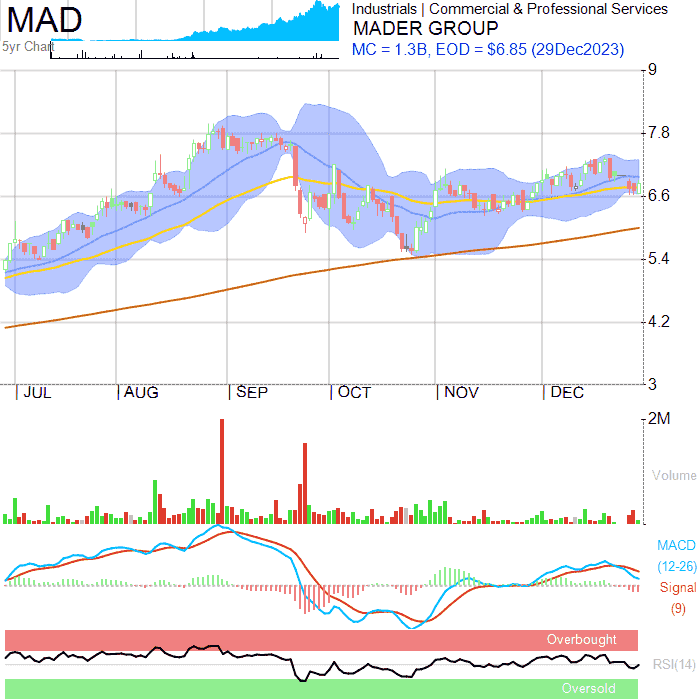 MAD
5yr Chart
Industrials | Commercial & Professional Services
MADER GROUP
MC = 1.3B, EOD = $6.85 (29Dec2023)
9
7.8
6.6
5.4
4.2
3
| JUL | AUG | SEP | OCT | NOV | DEC
2M
Volume
MACD
(12-26)
Signal
(9)
Overbought
RSI(14)
Oversold